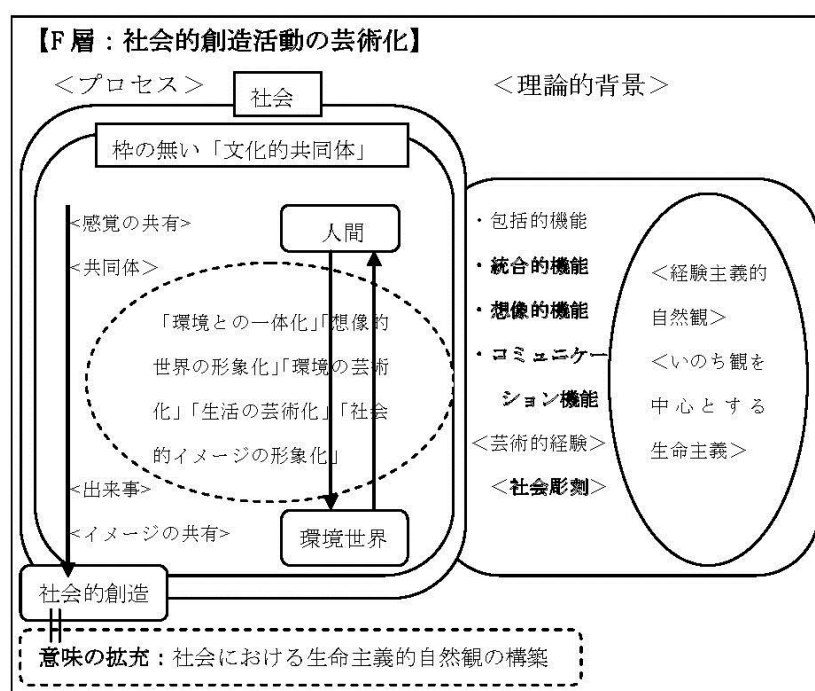 【F 層：社会的創造活動の芸術化】
＜プロセス＞
＜理論的背景＞
社会
枠の無い「文化的共同体」
<感覚の共有>
人間
<共同体>
「環境との一体化」「想像的
世界の形象化」「環境の芸術
化」「生活の芸術化」「社会
的イメージの形象化」
<出来事>
<イメージの共有>
環境世界
社会的創造
・包括的機能
・統合的機能
・想像的機能
・コミュニケー
ション機能
<芸術的経験>
<社会彫刻>
<経験主義的
自然観>
<いのち観を
中心とする
生命主義>
意味の拡充：社会における生命主義的自然観の構築